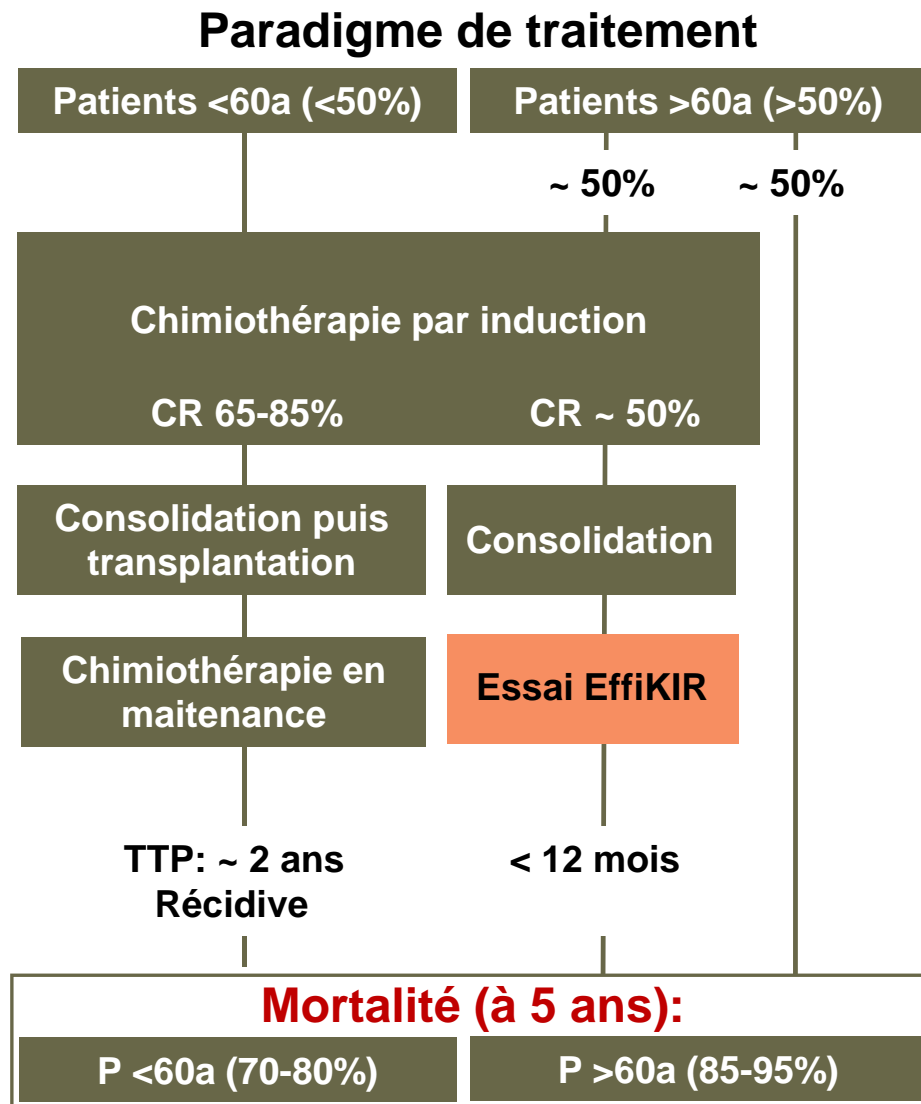 Paradigme de traitement
Patients <60a (<50%)
Patients >60a (>50%)
~ 50%
~ 50%
Chimiothérapie par induction
CR 65-85%
CR ~ 50%
Consolidation puis
transplantation
Consolidation
Chimiothérapie en
maitenance
Essai EffiKIR
TTP: ~ 2 ans
Récidive
< 12 mois
Mortalité (à 5 ans):
P <60a (70-80%)
P >60a (85-95%)